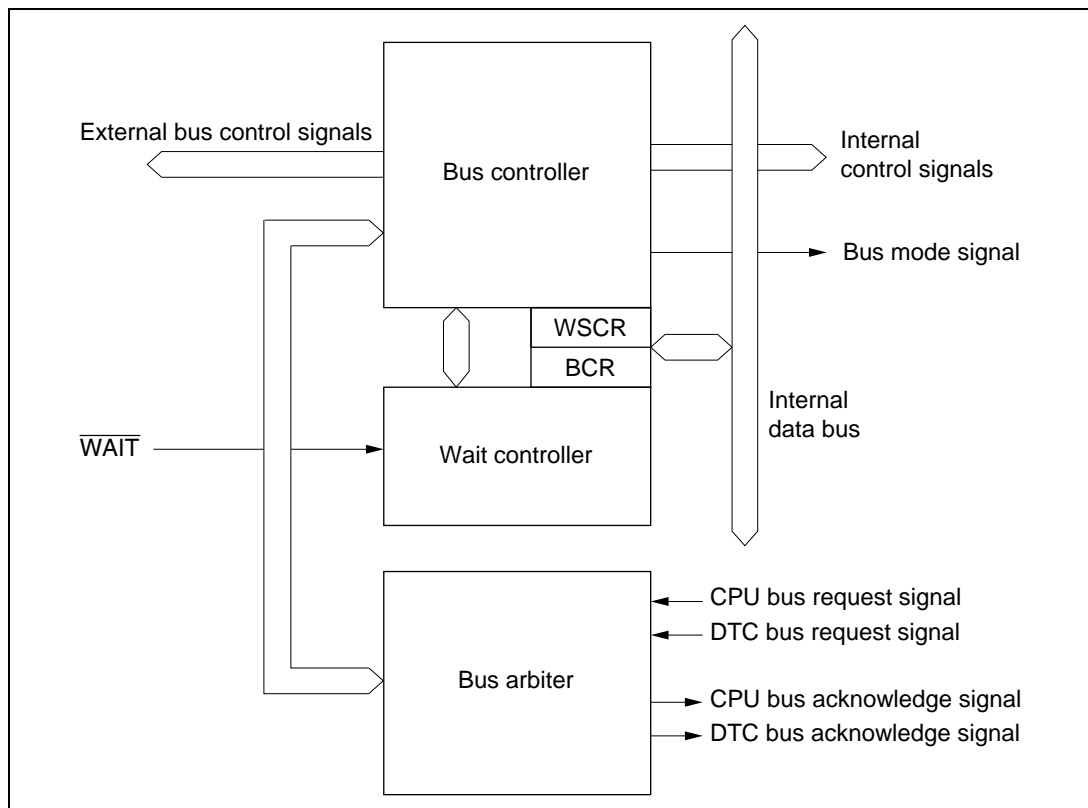 External bus control signals
Bus controller
Internal
control signals
Bus mode signal
WSCR
BCR
Internal
data bus
WAIT
Wait controller
CPU bus request signal
DTC bus request signal
Bus arbiter
CPU bus acknowledge signal
DTC bus acknowledge signal